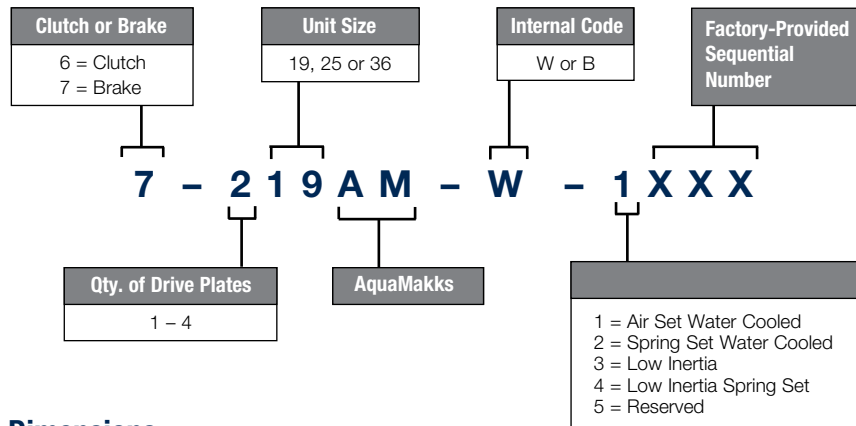 Clutch or Brake
6 = Clutch
7 = Brake
Unit Size
19, 25 or 36
Internal Code
W or B
Factory-Provided
Sequential
Number
7 – 2 1 9 A M – W – 1 X X X
Qty. of Drive Plates
1 – 4
AquaMakks
1 = Air Set Water Cooled
2 = Spring Set Water Cooled
3 = Low Inertia
4 = Low Inertia Spring Set
5 = Reserved